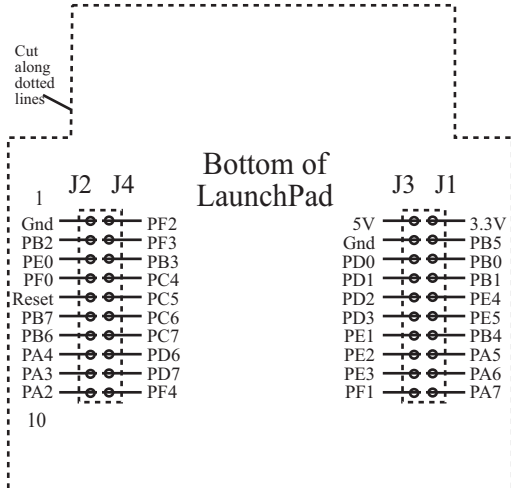 Cut
along
dotted
lines
Bottom of
LaunchPad
1
J2 J4
J3 J1
Gnd PF2
PB2 PF3
PE0 PB3
PF0 PC4
Reset PC5
PB7 PC6
PB6 PC7
PA4 PD6
PA3 PD7
PA2 PF4
10
5V 3.3V
Gnd PB5
PD0 PB0
PD1 PB1
PD2 PE4
PD3 PE5
PE1 PB4
PE2 PA5
PE3 PA6
PF1 PA7